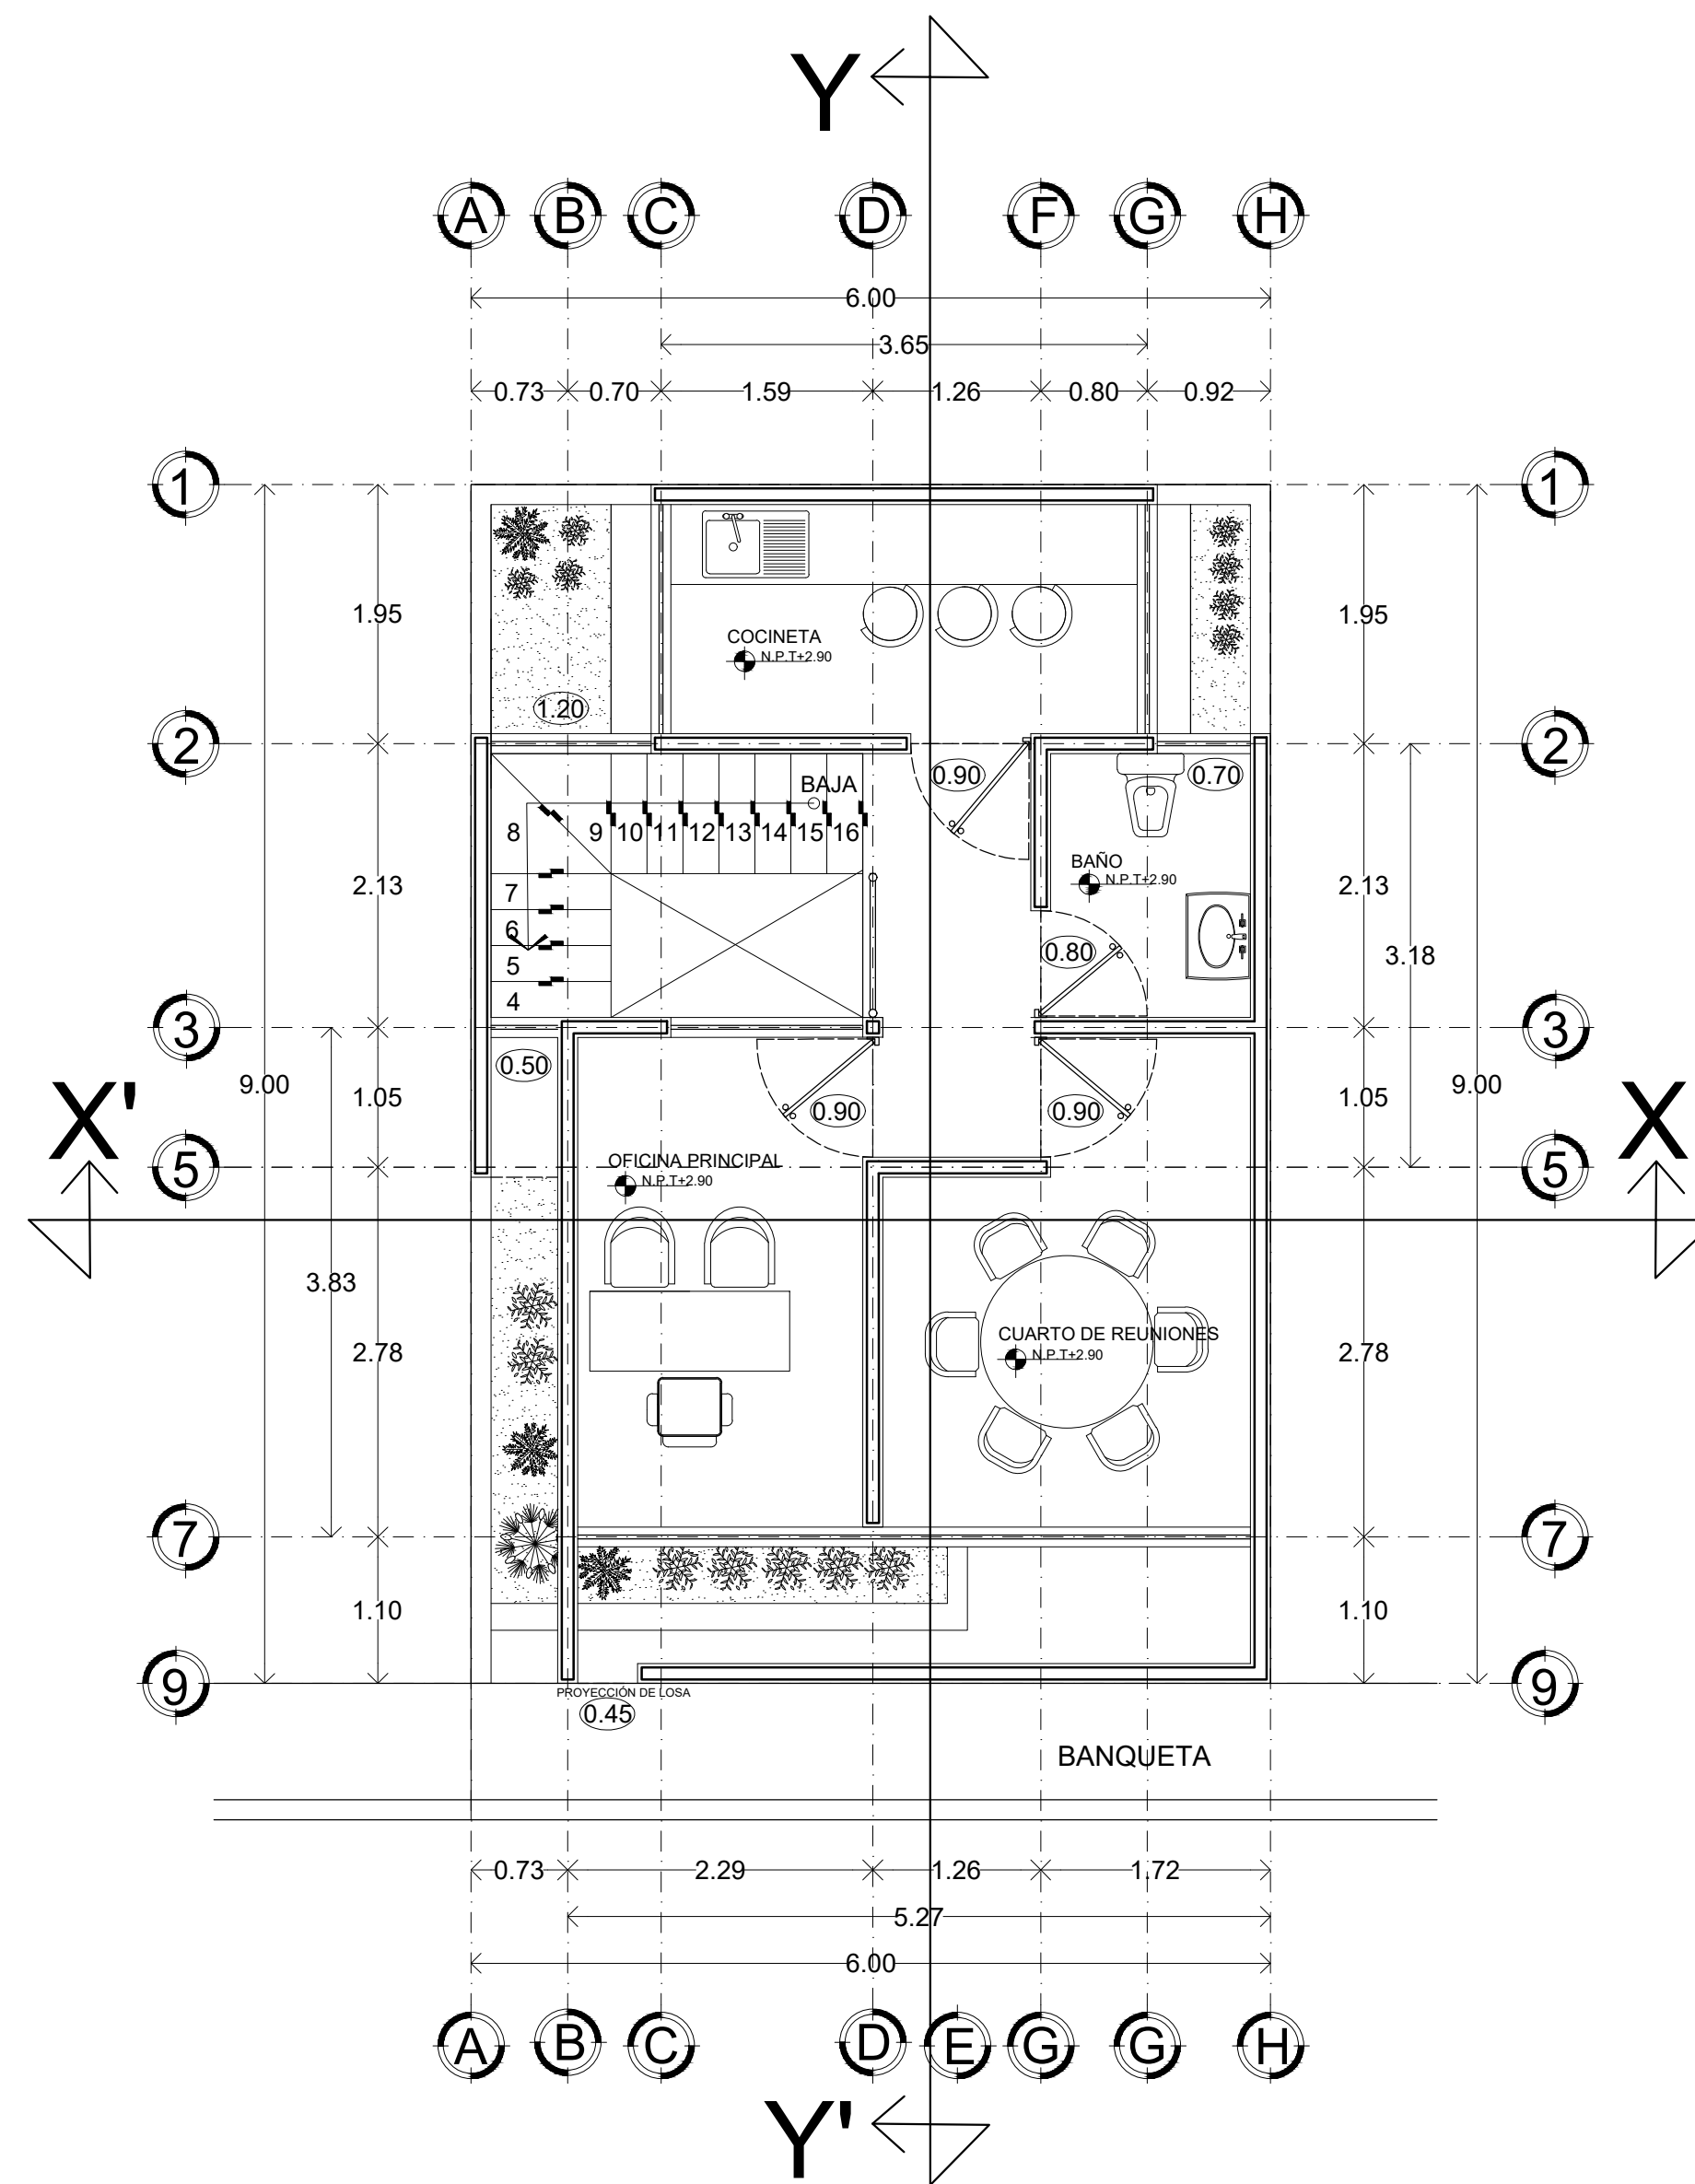 Y
A B C D F G H
6.00
3.65
0.73 0.70 1.59 1.26 0.80 0.92
1 1
1.95 1.95
COCINETA
N.P.T+2.90
1.20
2 2
0.90 0.70
BAJA
8 9 10 11 12 13 14 15 16
BAÑO
N.P.T+2.90
2.13 2.13
7
6
0.80 3.18
5
4
3 3
0.50
9.00 1.05 1.05 9.00
0.90 0.90
X' X
OFICINA PRINCIPAL
N.P.T+2.90
5 5
3.83
CUARTO DE REUNIONES
N.P.T+2.90
2.78 2.78
7 7
1.10 1.10
9 9
PROYECCIÓN DE LOSA
0.45
BANQUETA
0.73 2.29 1.26 1.72
5.27
6.00
A B C D E G G H
Y'